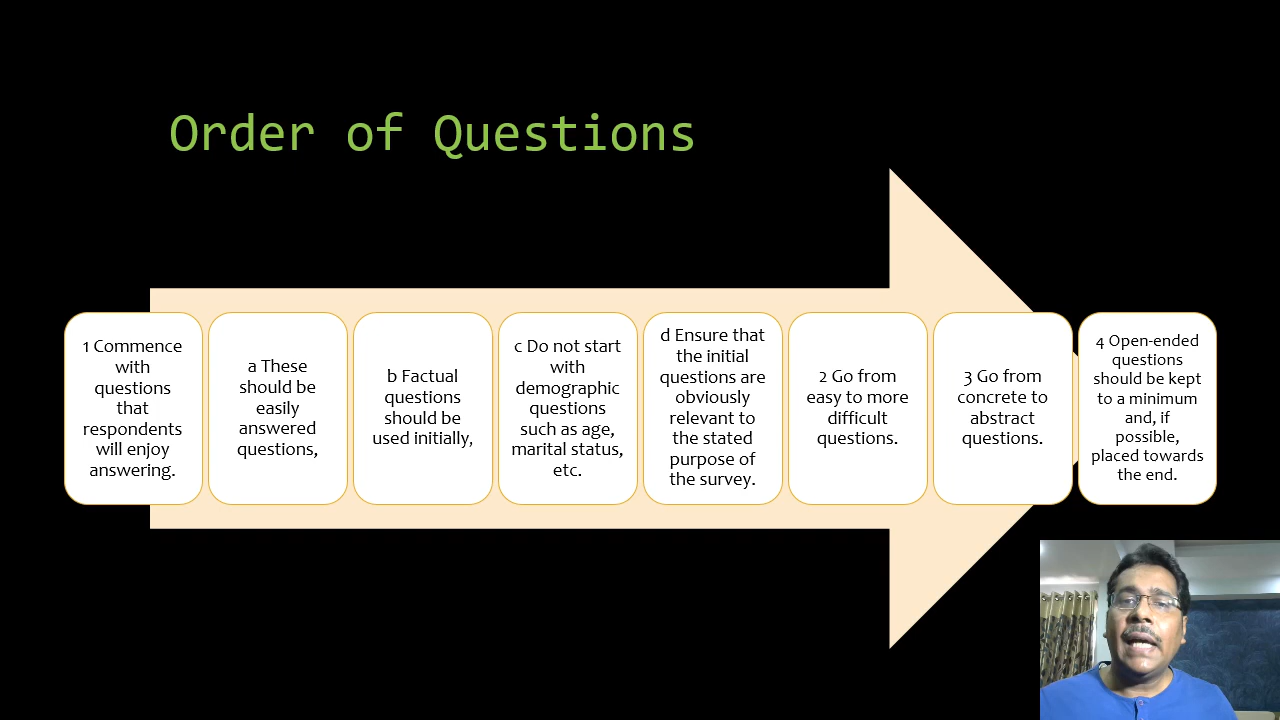 Order of Questions
1 Commence
with
questions
that
respondents
will enjoy
answering.
a These
should be
easily
answered
questions,
b Factual
questions
should be
used initially,
c Do not start
with
demographic
questions
such as age,
marital status,
etc.
d Ensure that
the initial
questions are
obviously
relevant to
the stated
purpose of
the survey.
2 Go from
easy to more
difficult
questions.
3 Go from
concrete to
abstract
questions.
4 Open-ended
questions
should be kept
to a minimum
and, if
possible,
placed towards
the end.